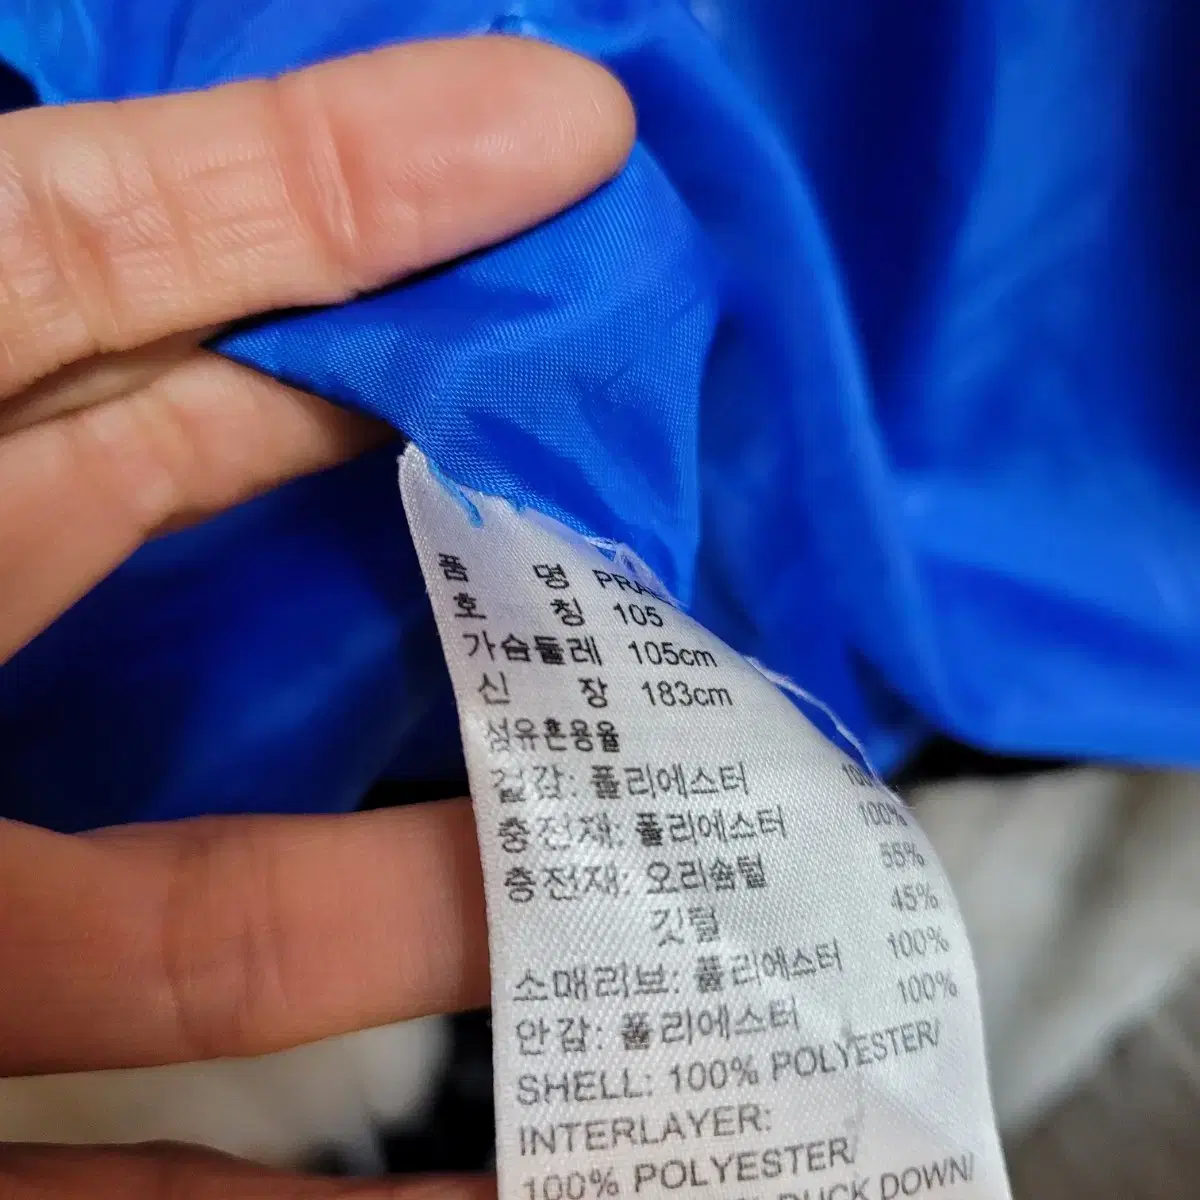 품 명
호 칭 105
가슴둘레 105cm
신 장 183cm
섬유혼용율
겉감: 폴리에스터
충전재: 폴리에스터 100%
충전재: 오리솜털 55%
깃털 45%
소매리브: 폴리에스터 100%
안감: 폴리에스터 100%
SHELL: 100% POLYESTER/
INTERLAYER:
100% POLYESTER/
DUCK DOWN/